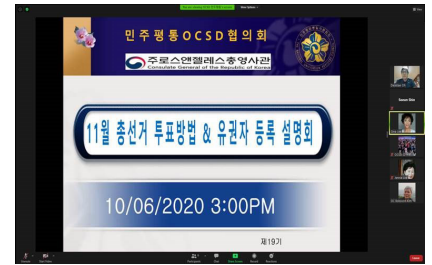 민주평통OCSD협의회
주로스앤젤레스총영사관
Consulate General of the Republic of Korea
11월 총선거 투표방법 & 유권자 등록 설명회
10/06/2020 3:00PM
제19기